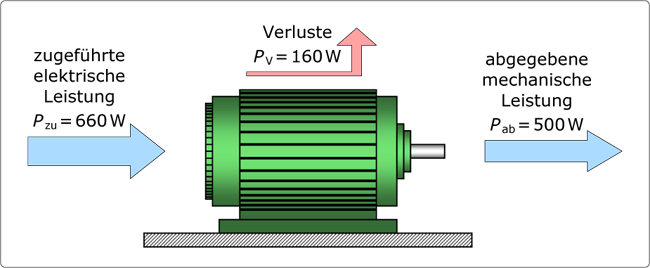 zugeführte
elektrische
Leistung
Pzu = 660 W
Verluste
PV = 160 W
abgegebene
mechanische
Leistung
Pab = 500 W